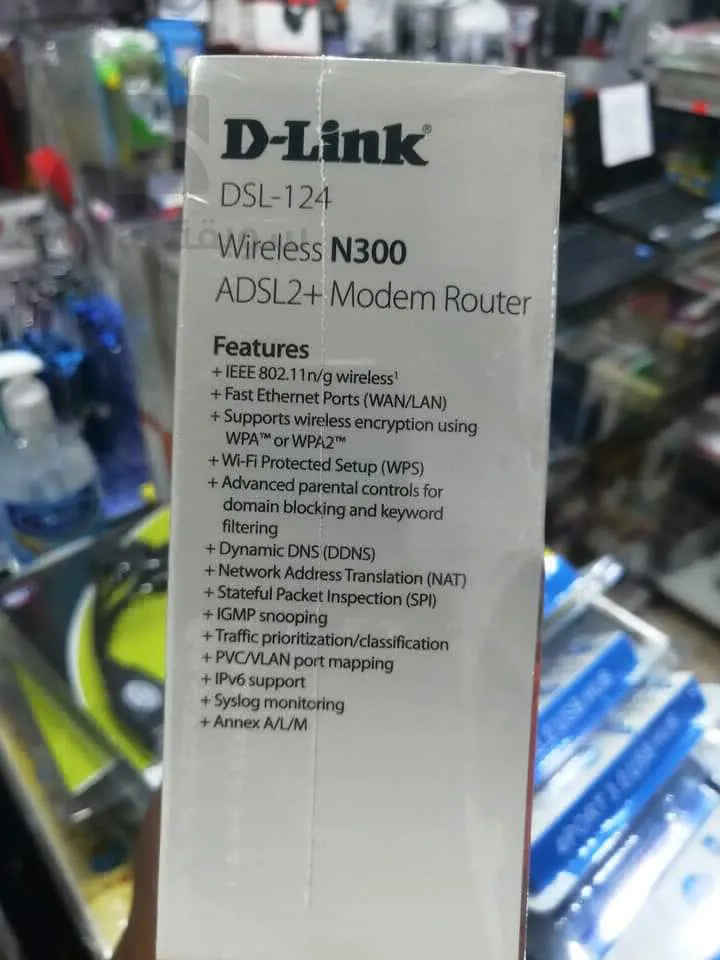 D-Link®
DSL-124
Wireless N300
ADSL2+ Modem Router
Features
+ IEEE 802.11n/g wireless¹
+ Fast Ethernet Ports (WAN/LAN)
+ Supports wireless encryption using
WPA™ or WPA2™
+ Wi-Fi Protected Setup (WPS)
+ Advanced parental controls for
domain blocking and keyword
filtering
+ Dynamic DNS (DDNS)
+ Network Address Translation (NAT)
+ Stateful Packet Inspection (SPI)
+ IGMP snooping
+ Traffic prioritization/classification
+ PVC/VLAN port mapping
+ IPv6 support
+ Syslog monitoring
+ Annex A/L/M